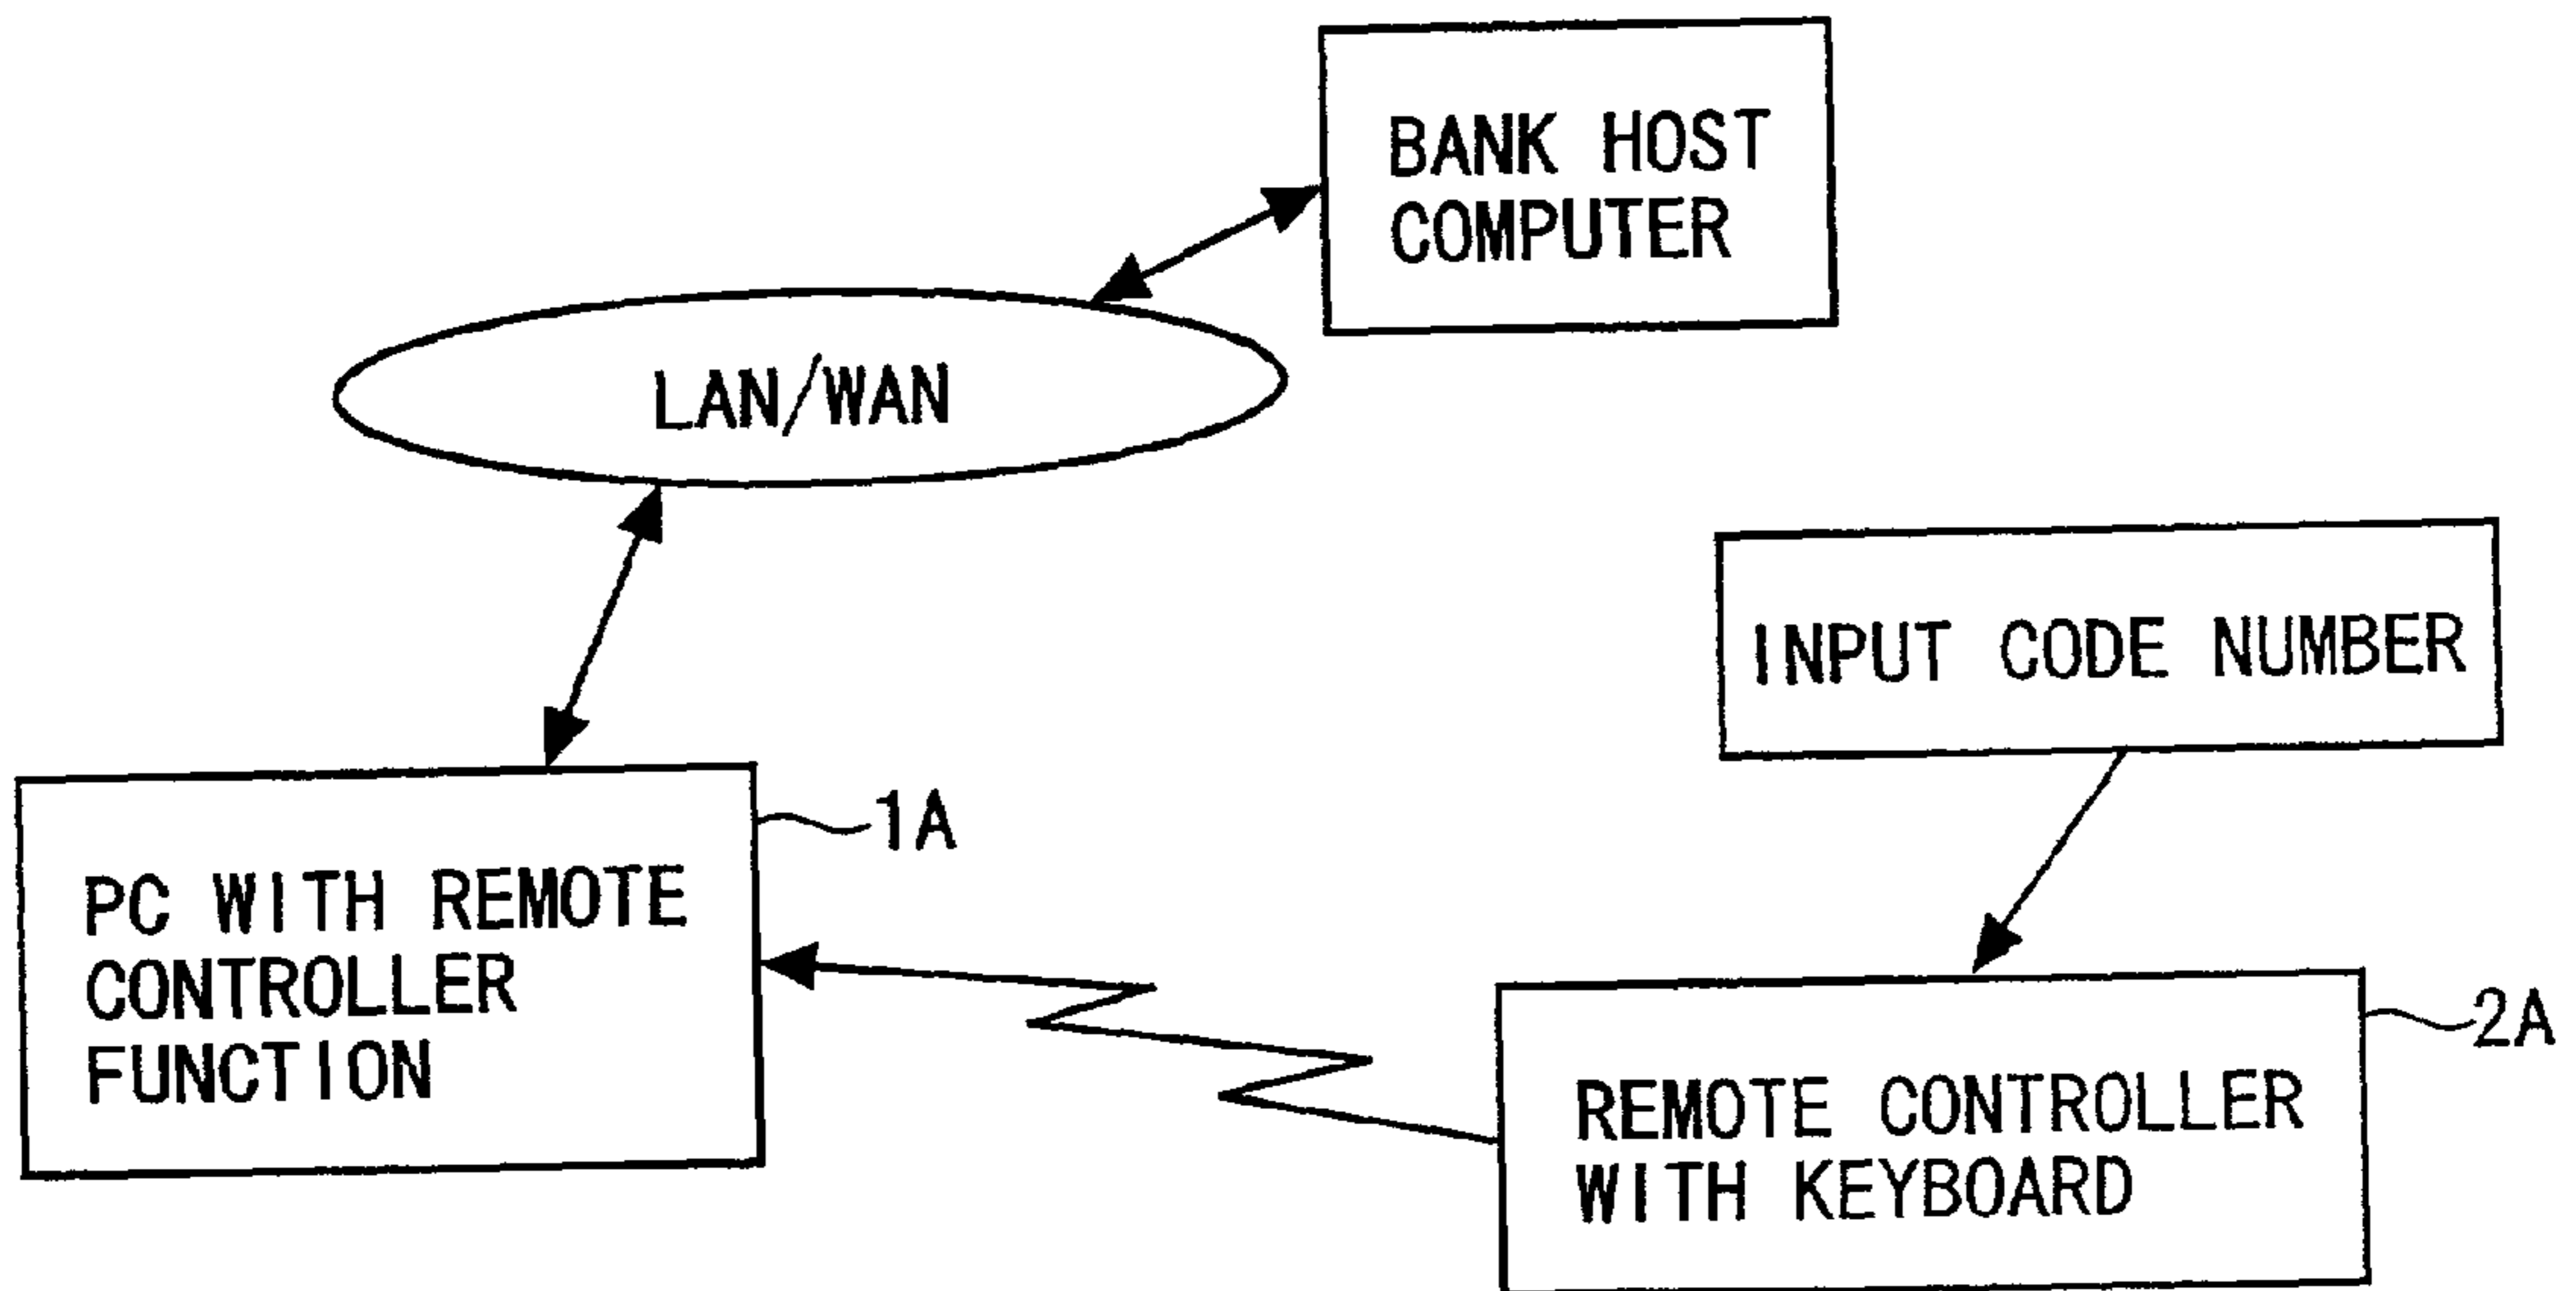 BANK HOST
COMPUTER
LAN/WAN
INPUT CODE NUMBER
1A
PC WITH REMOTE
CONTROLLER
FUNCTION
2A
REMOTE CONTROLLER
WITH KEYBOARD